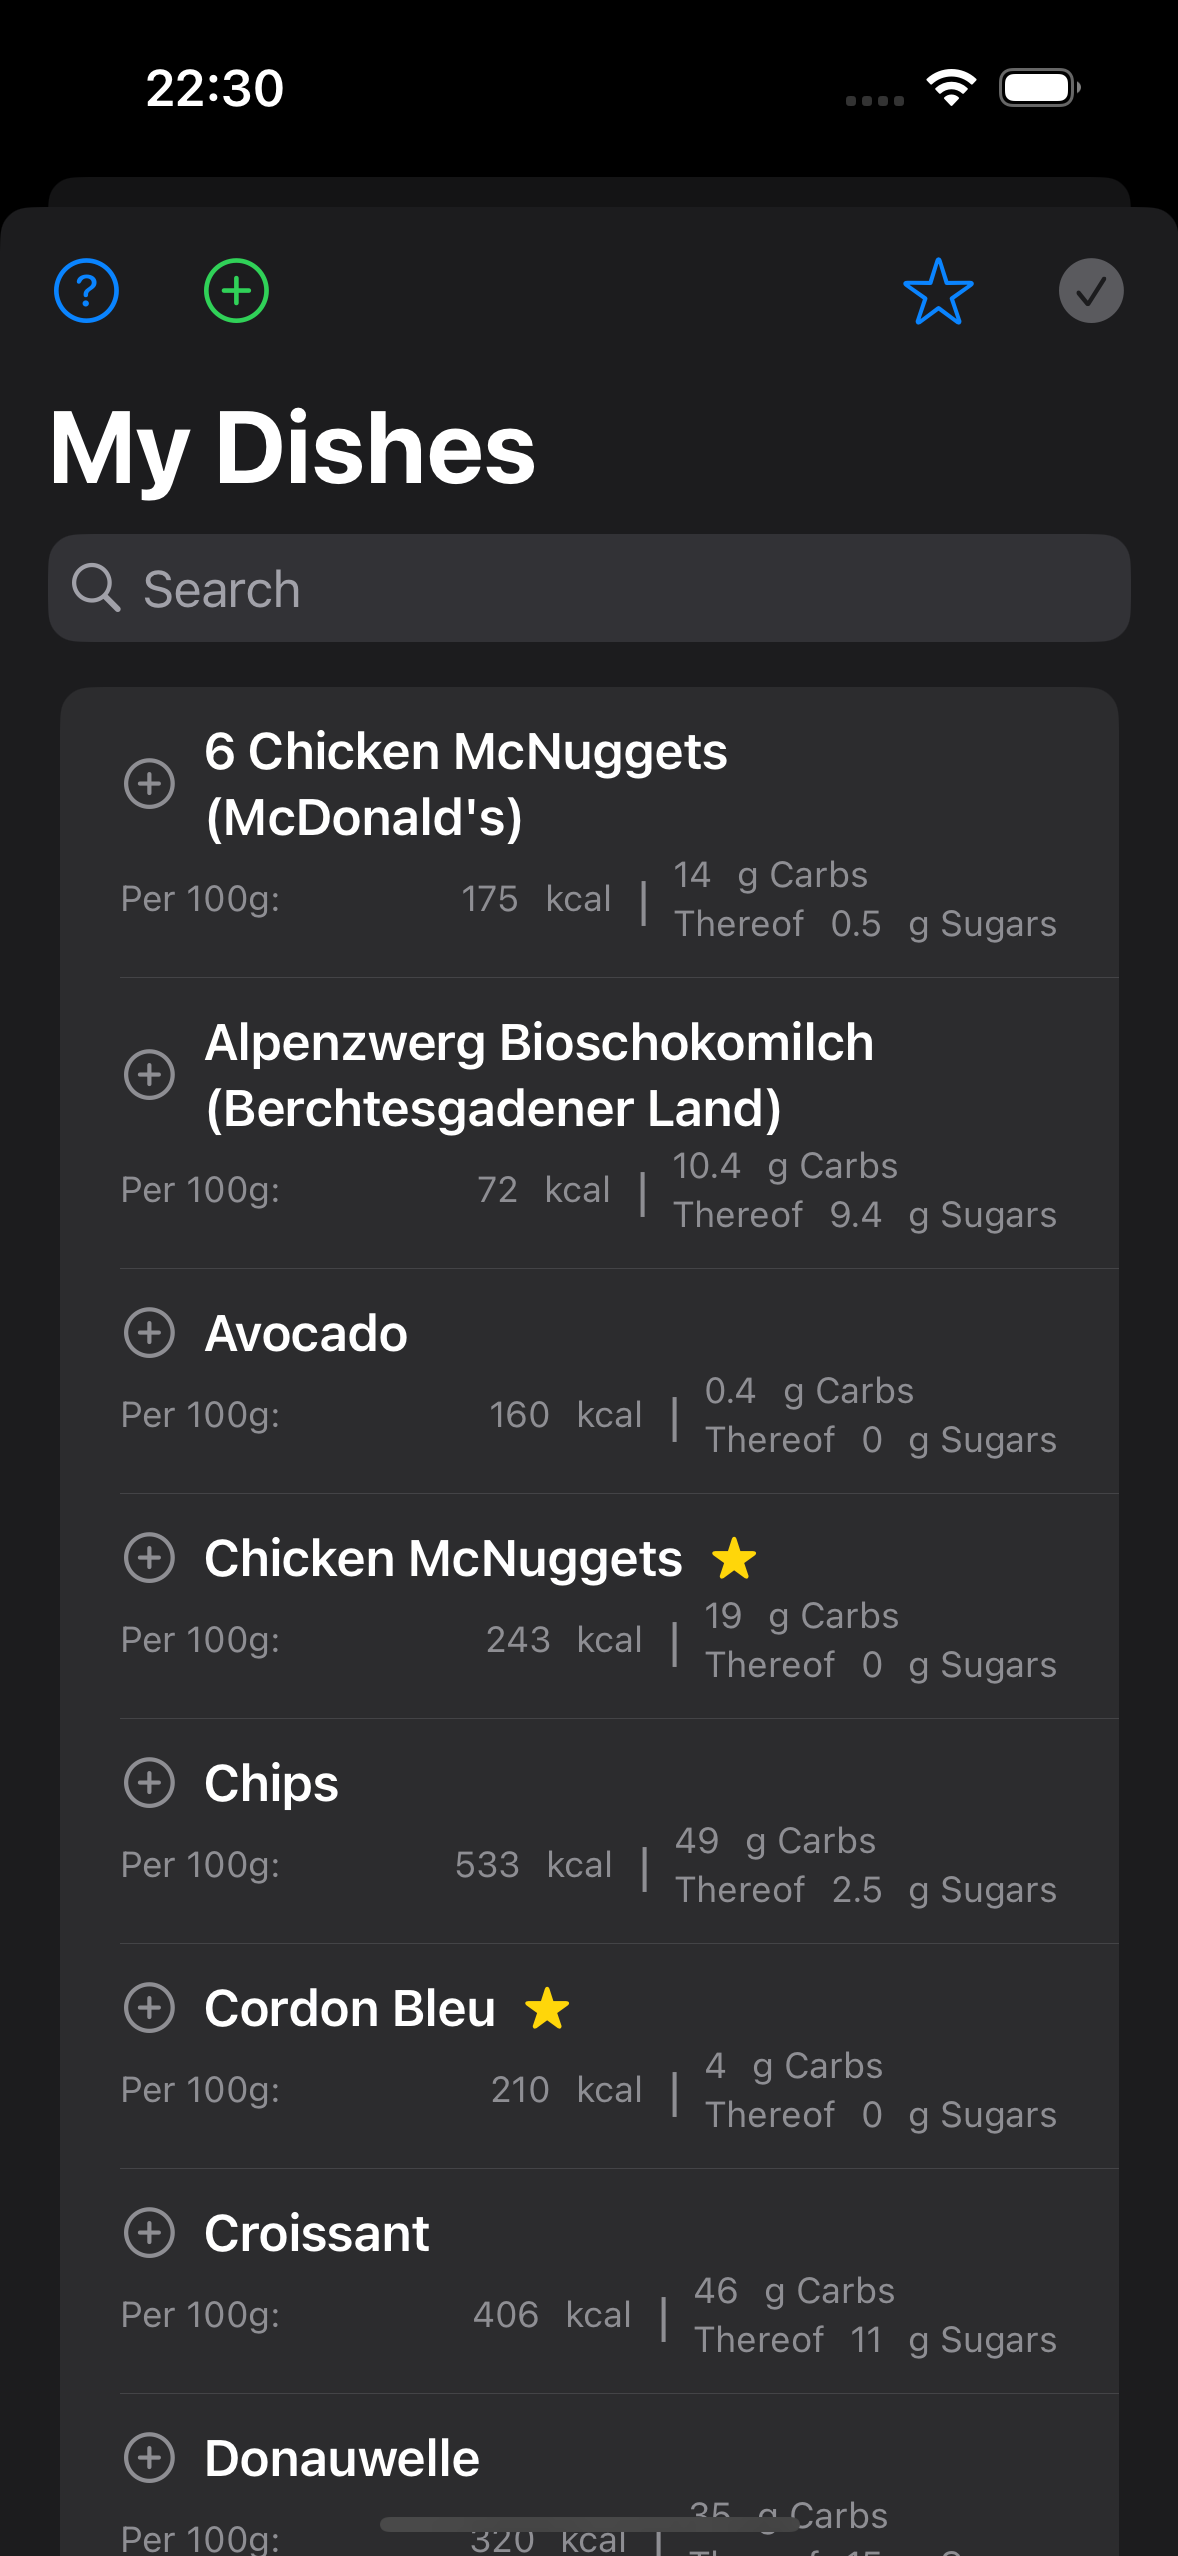 22:30
My Dishes
Search
6 Chicken McNuggets
(McDonald's)
Per 100g: 175 kcal | 14 g Carbs
Thereof 0.5 g Sugars
Alpenzwerg Bioschokomilch
(Berchtesgadener Land)
Per 100g: 72 kcal | 10.4 g Carbs
Thereof 9.4 g Sugars
Avocado
Per 100g: 160 kcal | 0.4 g Carbs
Thereof 0 g Sugars
Chicken McNuggets
Per 100g: 243 kcal | 19 g Carbs
Thereof 0 g Sugars
Chips
Per 100g: 533 kcal | 49 g Carbs
Thereof 2.5 g Sugars
Cordon Bleu
Per 100g: 210 kcal | 4 g Carbs
Thereof 0 g Sugars
Croissant
Per 100g: 406 kcal | 46 g Carbs
Thereof 11 g Sugars
Donauwelle
Per 100g: 320 kcal | 35 g Carbs